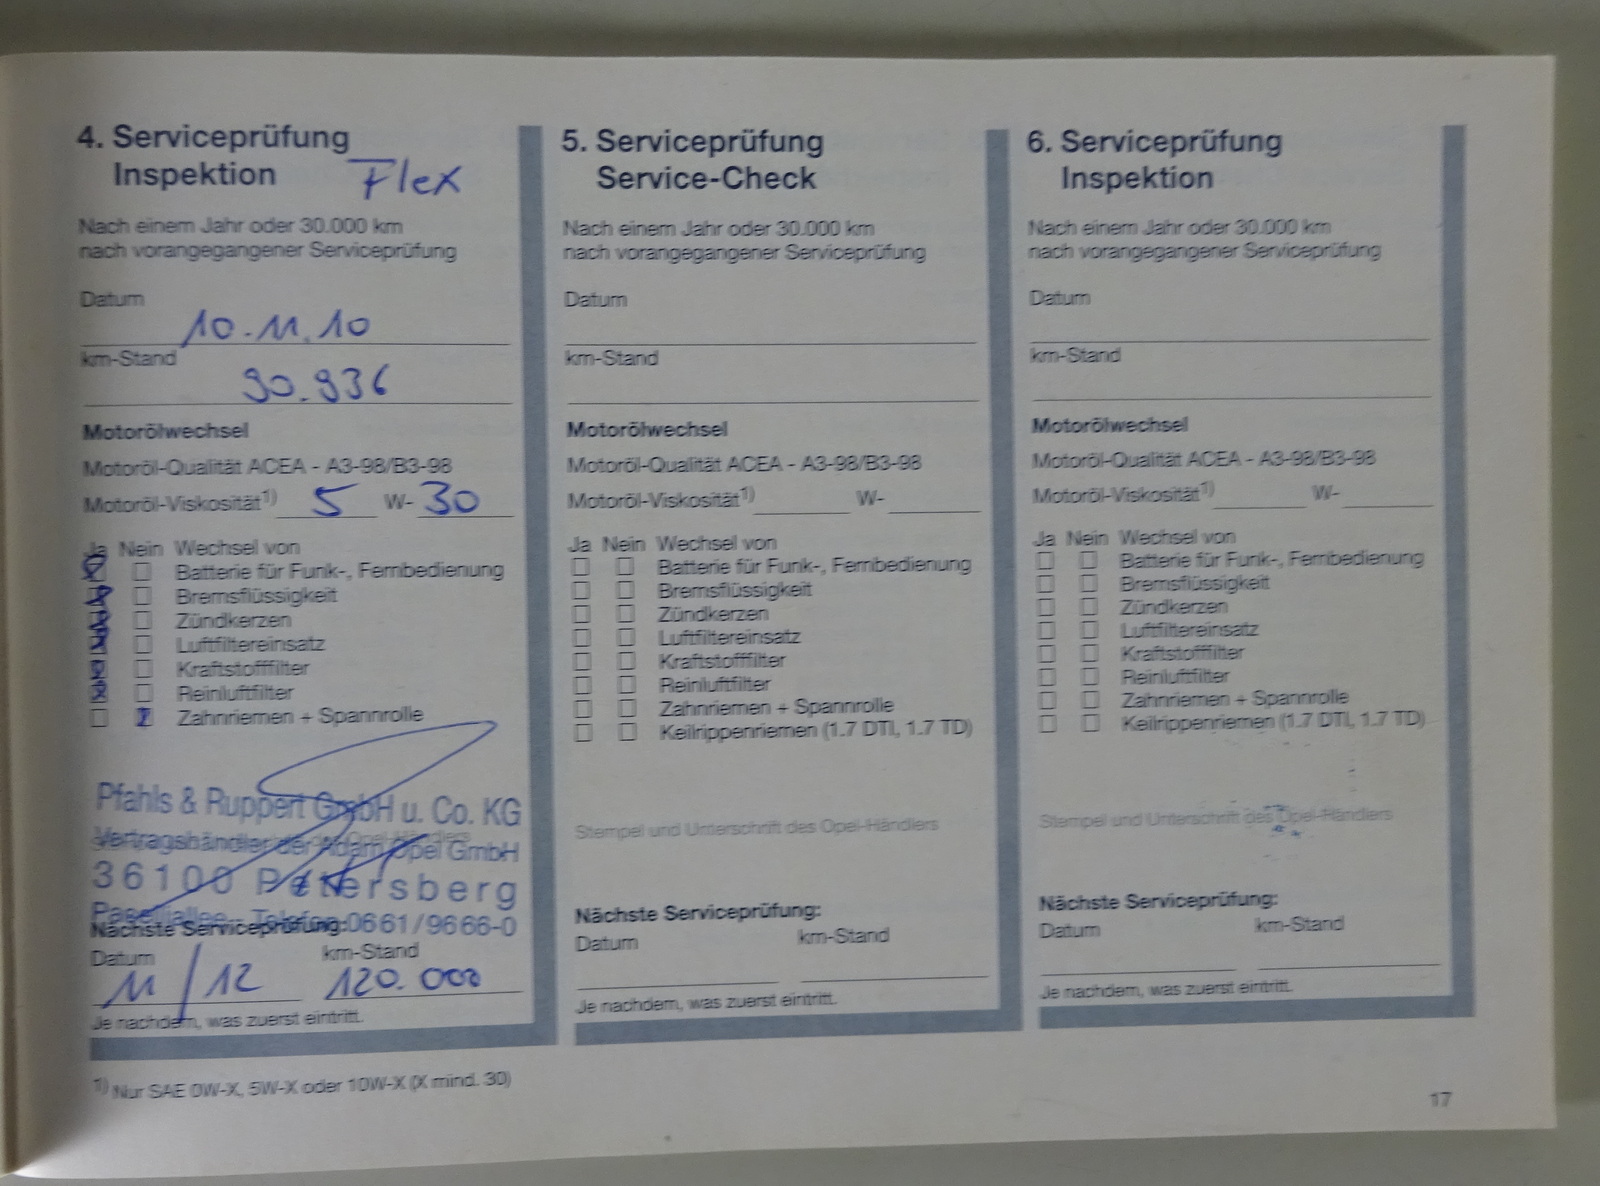 4. Serviceprüfung
Inspektion Flex
Nach einem Jahr oder 30.000 km
nach vorangegangener Serviceprüfung
Datum
10.11.10
km-Stand
90.936
Motorölwechsel
Motoröl-Qualität ACEA - A3-98/B3-98
Motoröl-Viskosität¹⁾ 5 W- 30
Ja Nein Wechsel von
Batterie für Funk-, Fernbedienung
Bremsflüssigkeit
Zündkerzen
Luftfiltereinsatz
Kraftstofffilter
Reinluftfilter
Zahnriemen + Spannrolle
Pfahls & Ruppert GmbH u. Co. KG
Vertragshändler der Adam Opel GmbH
36100 Petersberg
Telefon 0661/9666-0
Nächste Serviceprüfung:
Datum km-Stand
11/12 120.000
Je nachdem, was zuerst eintritt.
5. Serviceprüfung
Service-Check
Nach einem Jahr oder 30.000 km
nach vorangegangener Serviceprüfung
Datum
km-Stand
Motorölwechsel
Motoröl-Qualität ACEA - A3-98/B3-98
Motoröl-Viskosität¹⁾ W-
Ja Nein Wechsel von
Batterie für Funk-, Fernbedienung
Bremsflüssigkeit
Zündkerzen
Luftfiltereinsatz
Kraftstofffilter
Reinluftfilter
Zahnriemen + Spannrolle
Keilrippenriemen (1.7 DTI, 1.7 TD)
Stempel und Unterschrift des Opel-Händlers
Nächste Serviceprüfung:
Datum km-Stand
Je nachdem, was zuerst eintritt.
6. Serviceprüfung
Inspektion
Nach einem Jahr oder 30.000 km
nach vorangegangener Serviceprüfung
Datum
km-Stand
Motorölwechsel
Motoröl-Qualität ACEA - A3-98/B3-98
Motoröl-Viskosität¹⁾ W-
Ja Nein Wechsel von
Batterie für Funk-, Fernbedienung
Bremsflüssigkeit
Zündkerzen
Luftfiltereinsatz
Kraftstofffilter
Reinluftfilter
Zahnriemen + Spannrolle
Keilrippenriemen (1.7 DTI, 1.7 TD)
Stempel und Unterschrift des Opel-Händlers
Nächste Serviceprüfung:
Datum km-Stand
Je nachdem, was zuerst eintritt.
¹⁾ Nur SAE 0W-X, 5W-X oder 10W-X (X mind. 30)
17